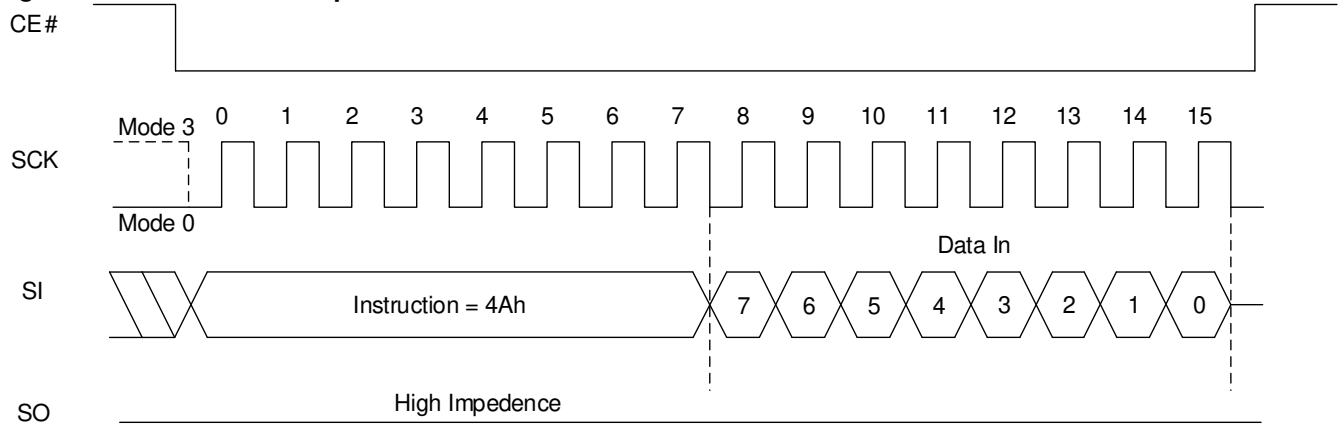 CE#
0 1 2 3 4 5 6 7 8 9 10 11 12 13 14 15
Mode 3
SCK
Mode 0
Data In
SI
Instruction = 4Ah
7 6 5 4 3 2 1 0
High Impedence
SO